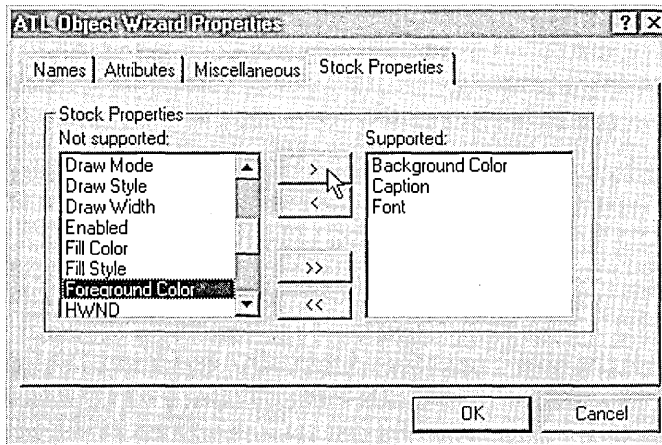 ATL Object Wizard Properties
? ×
Names Attributes Miscellaneous Stock Properties
Stock Properties
Not supported:
Draw Mode
Draw Style
Draw Width
Enabled
Fill Color
Fill Style
Foreground Color
HWND
>
<
>>
<<
Supported:
Background Color
Caption
Font
OK Cancel